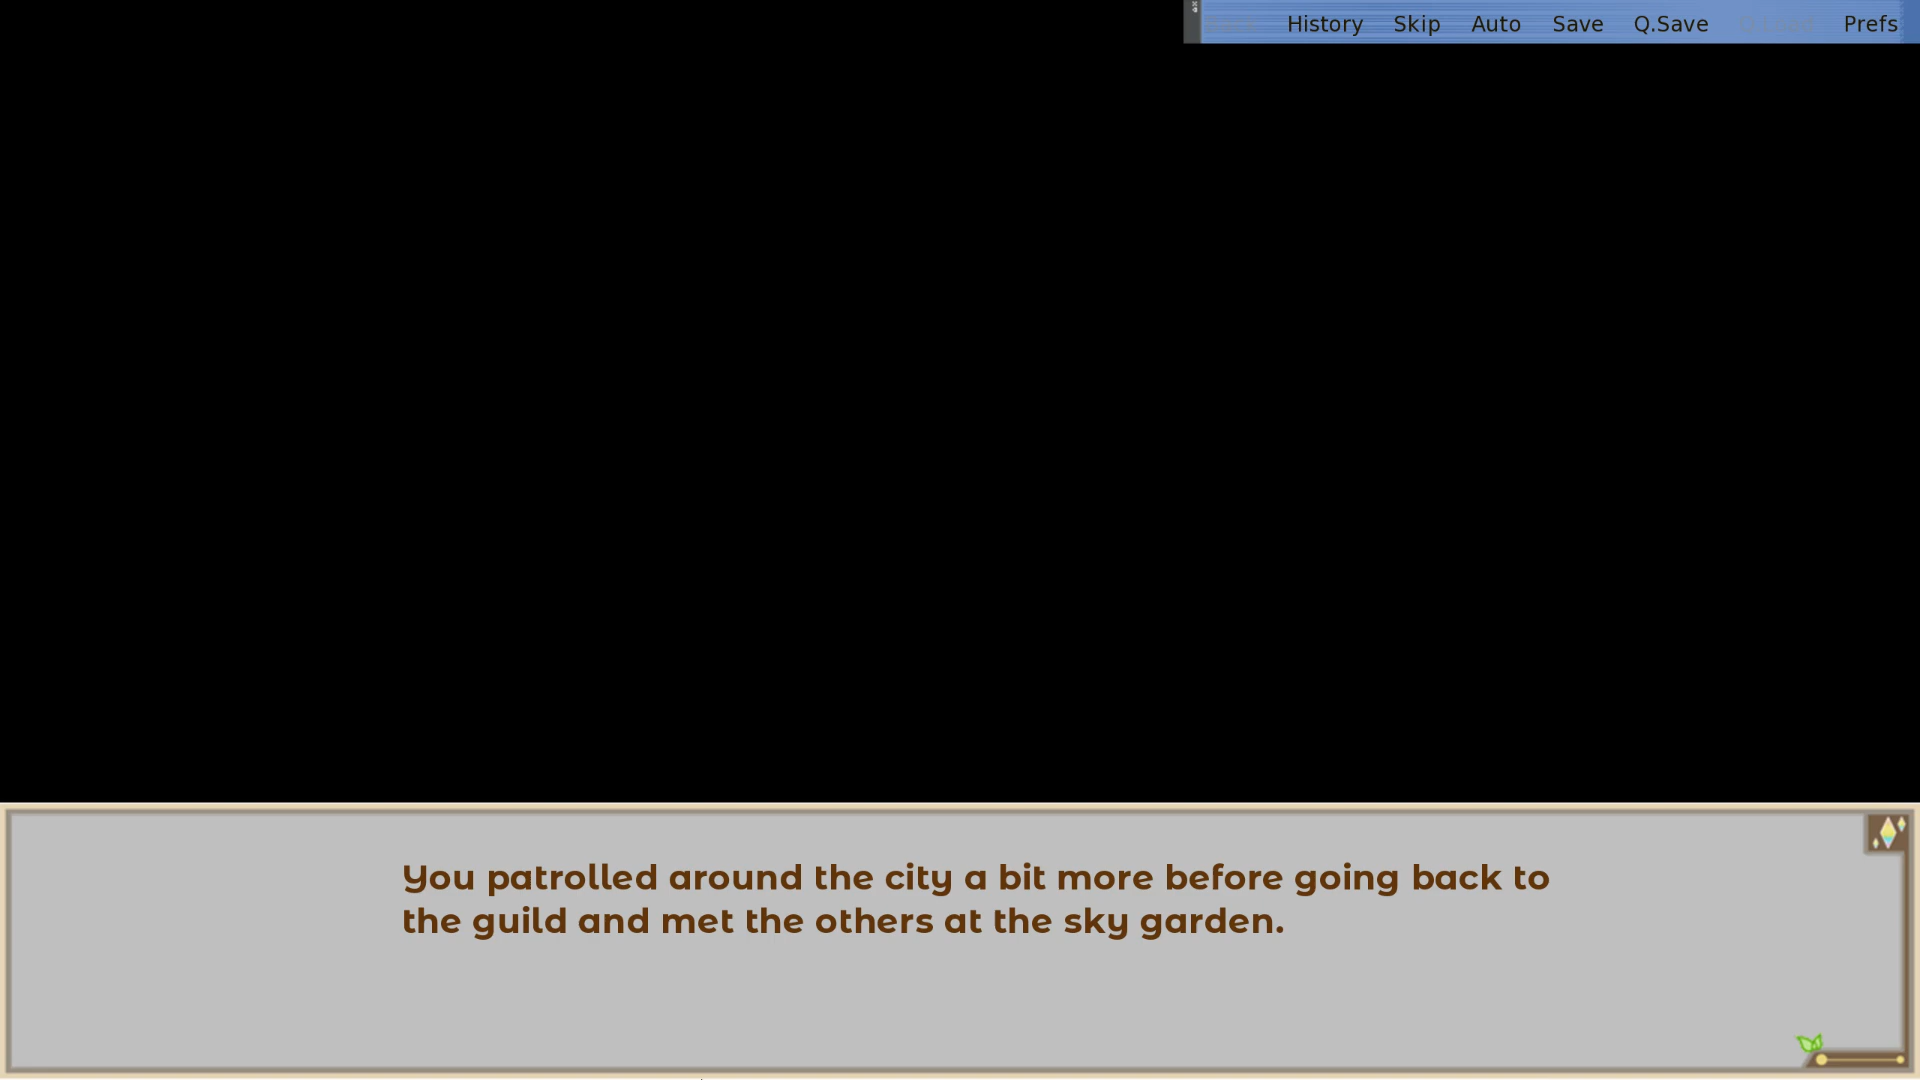 History Skip Auto Save Q.Save Prefs
You patrolled around the city a bit more before going back to
the guild and met the others at the sky garden.